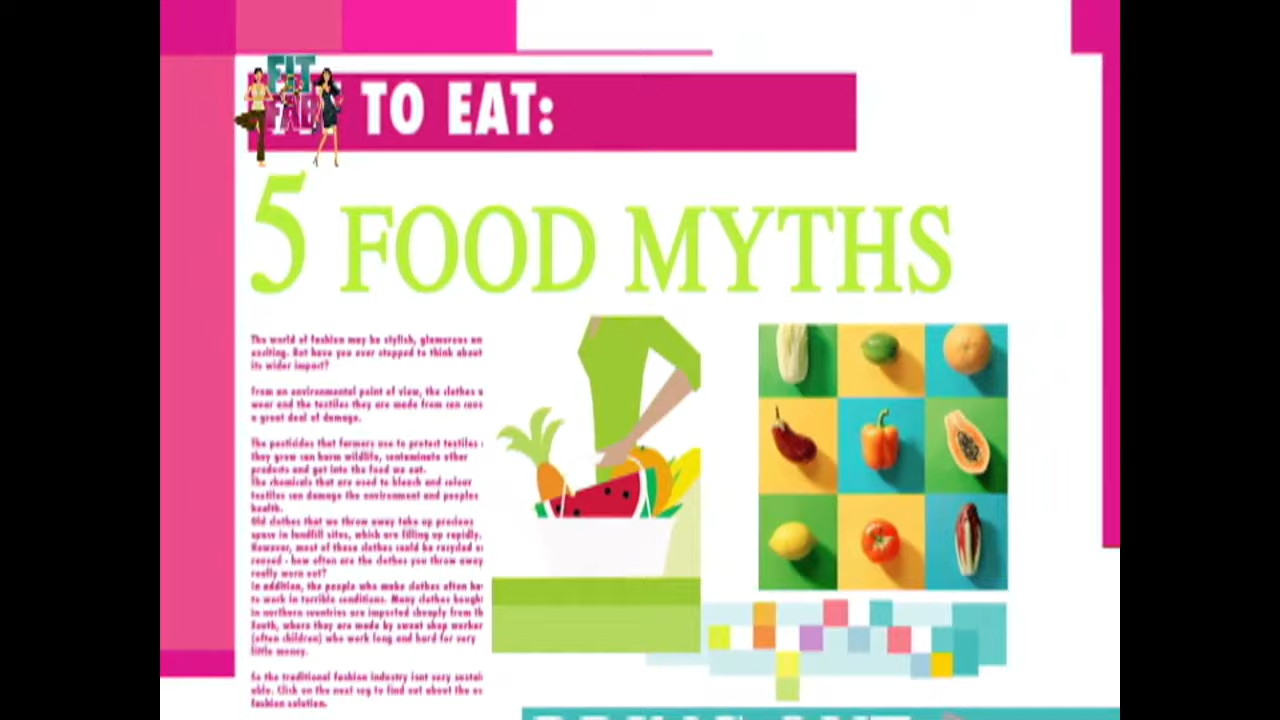 FIT
FAB
TO EAT:
5 FOOD MYTHS
The world of fashion may be stylish, glamorous an
exciting. But have you ever stopped to think about
its wider impact?
From an environmental point of view, the clothes w
wear and the textiles they are made from can caus
a great deal of damage.
The pesticides that farmers use to protect textiles
they grow can harm wildlife, contaminate other
products and get into the food we eat.
The chemicals that are used to bleach and colour
textiles can damage the environment and peoples
health.
Old clothes that we throw away take up precious
space in landfill sites, which are filling up rapidly.
However, most of these clothes could be recycled or
reused - how often are the clothes you throw away
really worn out?
In addition, the people who make clothes often ha
to work in terrible conditions. Many clothes bought
in northern countries are imported cheaply from th
South, where they are made by sweat shop worker
(often children) who work long and hard for very
little money.
So the traditional fashion industry isnt very sustai
able. Click on the next seg to find out about the
fashion solution.